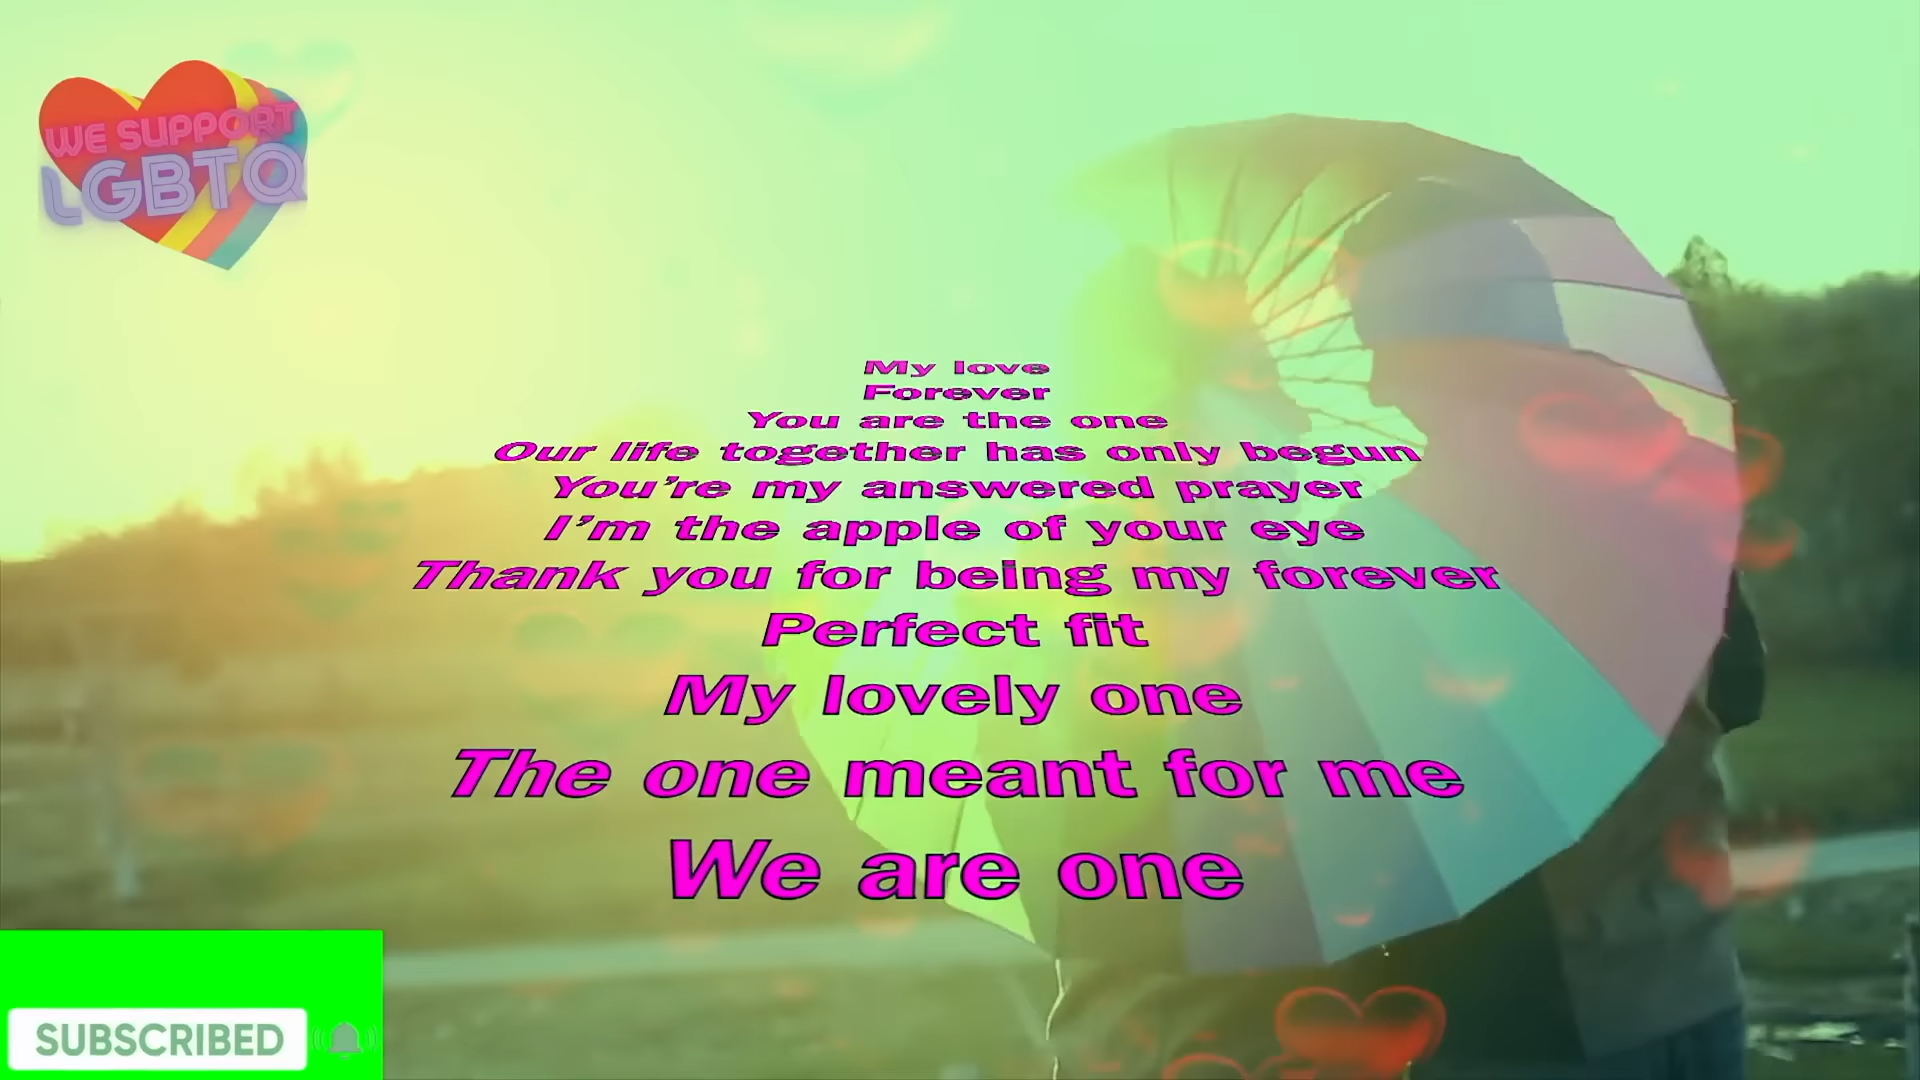 WE SUPPORT
LGBTQ
My love
Forever
You are the one
Our life together has only begun
You're my answered prayer
I'm the apple of your eye
Thank you for being my forever
Perfect fit
My lovely one
The one meant for me
We are one
SUBSCRIBED